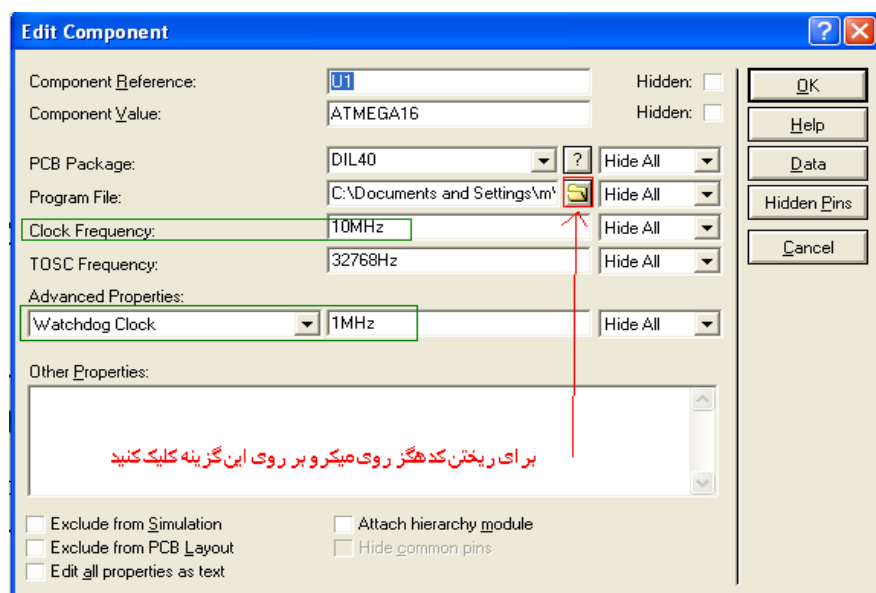 Edit Component
Component Reference: U1 Hidden:
Component Value: ATMEGA16 Hidden:
PCB Package: DIL40 ? Hide All
Program File: C:\Documents and Settings\m\ Hide All
Clock Frequency: 10MHz Hide All
TOSC Frequency: 32768Hz Hide All
Advanced Properties:
Watchdog Clock 1MHz Hide All
Other Properties:
برای ریختن کد هگز روی میکرو بر روی این گزینه کلیک کنید
Exclude from Simulation Attach hierarchy module
Exclude from PCB Layout Hide common pins
Edit all properties as text
OK
Help
Data
Hidden Pins
Cancel